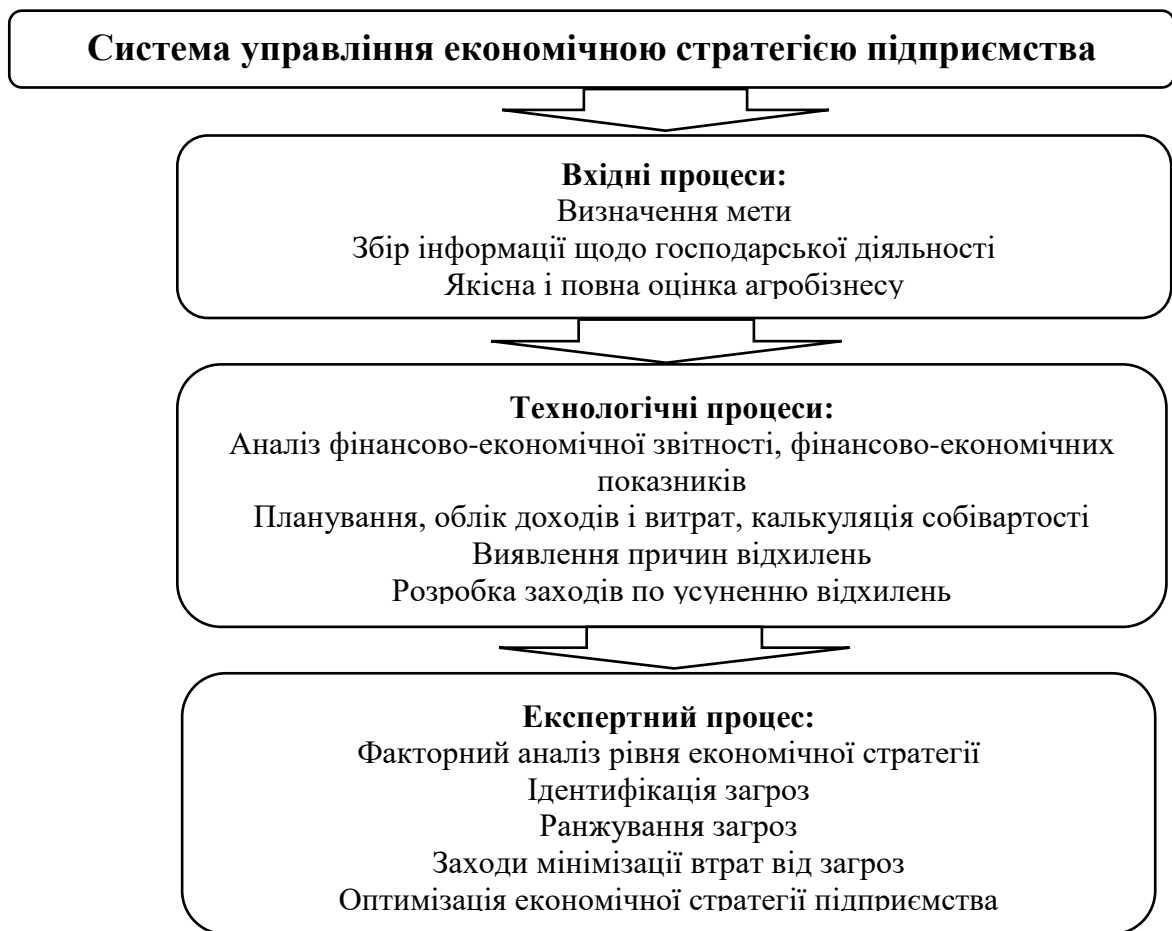 Система управління економічною стратегією підприємства
Вхідні процеси:
Визначення мети
Збір інформації щодо господарської діяльності
Якісна і повна оцінка агробізнесу
Технологічні процеси:
Аналіз фінансово-економічної звітності, фінансово-економічних
показників
Планування, облік доходів і витрат, калькуляція собівартості
Виявлення причин відхилень
Розробка заходів по усуненню відхилень
Експертний процес:
Факторний аналіз рівня економічної стратегії
Ідентифікація загроз
Ранжування загроз
Заходи мінімізації втрат від загроз
Оптимізація економічної стратегії підприємства